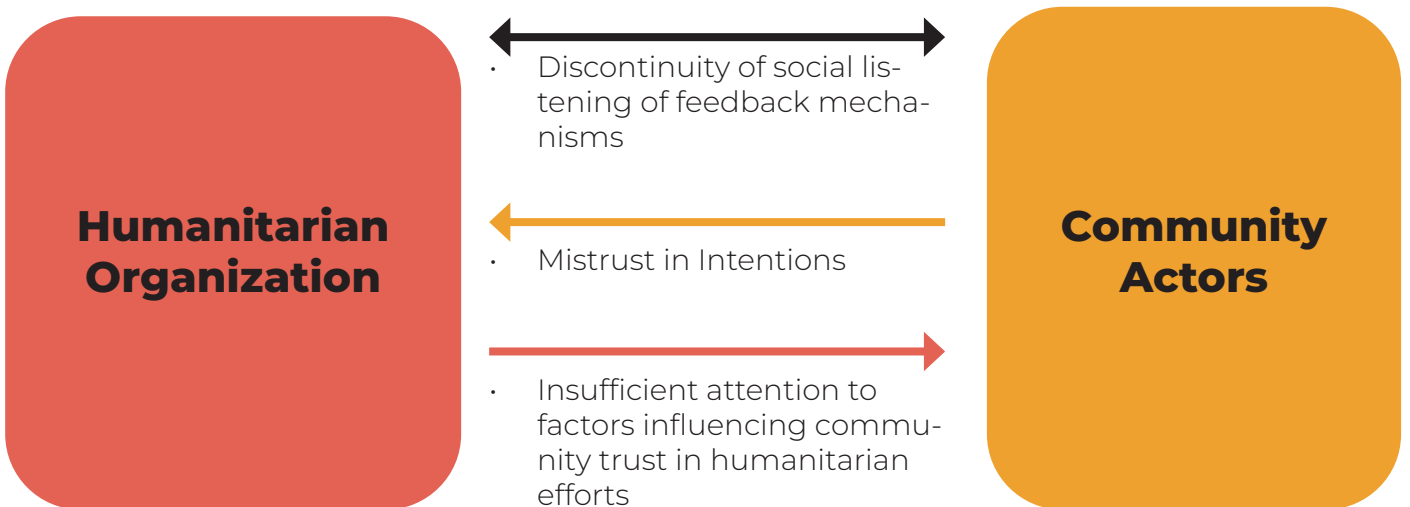 Humanitarian
Organization
· Discontinuity of social lis-
tening of feedback mecha-
nisms
· Mistrust in Intentions
· Insufficient attention to
factors influencing commu-
nity trust in humanitarian
efforts
Community
Actors